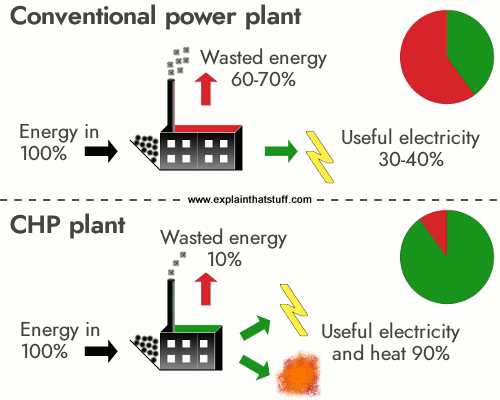 Conventional power plant
Wasted energy
60-70%
Energy in
100%
Useful electricity
30-40%
www.explainthatstuff.com
CHP plant
Wasted energy
10%
Energy in
100%
Useful electricity
and heat 90%